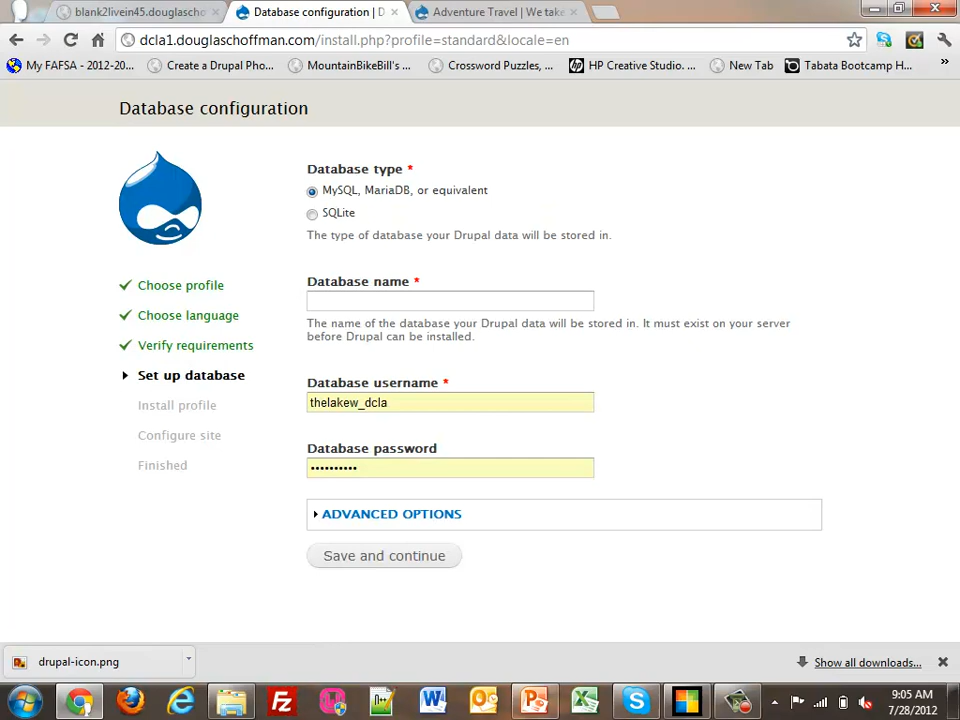 blank2livein45.douglascho
Database configuration | D
Adventure Travel | We take
dcla1.douglaschoffman.com/install.php?profile=standard&locale=en
My FAFSA - 2012-20...
Create a Drupal Pho...
MountainBikeBill's ...
Crossword Puzzles, ...
HP Creative Studio. ...
New Tab
Tabata Bootcamp H...
Database configuration
Database type *
MySQL, MariaDB, or equivalent
SQLite
The type of database your Drupal data will be stored in.
Database name *
The name of the database your Drupal data will be stored in. It must exist on your server
before Drupal can be installed.
Database username *
thelakew_dcla
Database password
••••••••••
ADVANCED OPTIONS
Save and continue
Choose profile
Choose language
Verify requirements
Set up database
Install profile
Configure site
Finished
drupal-icon.png
Show all downloads...
9:05 AM
7/28/2012